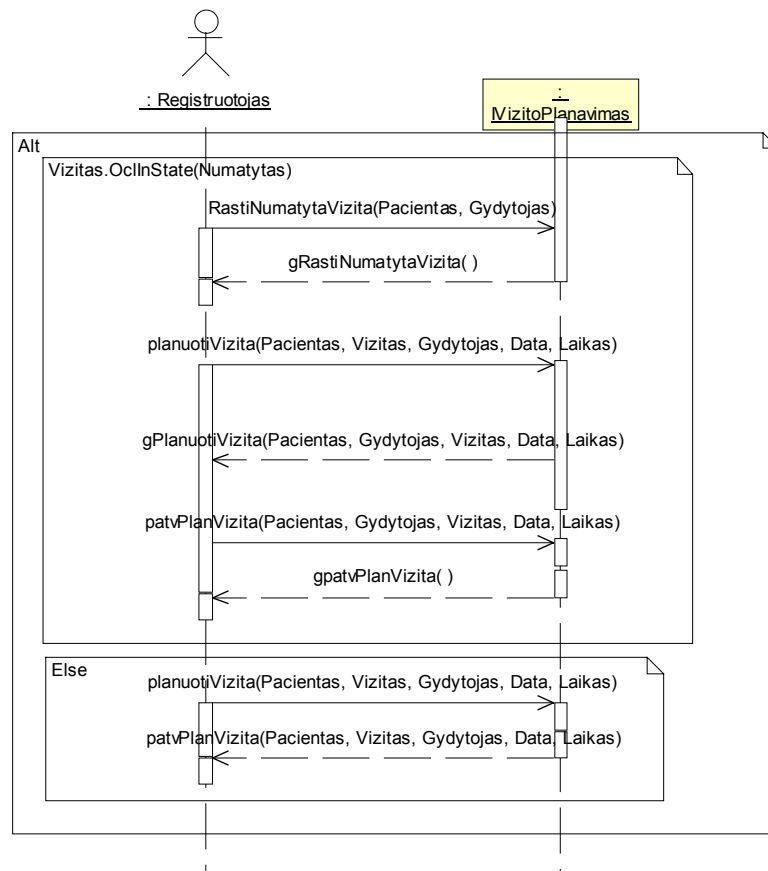 : Registruotojas
:
IVizitoPlanavimas
Alt
Vizitas.OclInState(Numatytas)
RastiNumatytaVizita(Pacientas, Gydytojas)
gRastiNumatytaVizita( )
planuotiVizita(Pacientas, Vizitas, Gydytojas, Data, Laikas)
gPlanuotiVizita(Pacientas, Gydytojas, Vizitas, Data, Laikas)
patvPlanVizita(Pacientas, Gydytojas, Vizitas, Data, Laikas)
gpatvPlanVizita( )
Else
planuotiVizita(Pacientas, Vizitas, Gydytojas, Data, Laikas)
patvPlanVizita(Pacientas, Vizitas, Gydytojas, Data, Laikas)